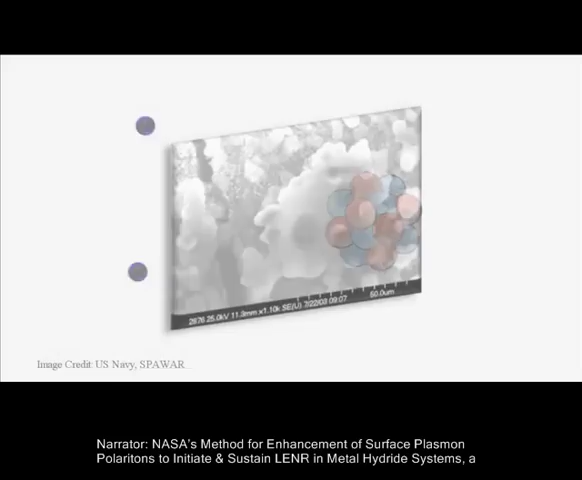 2876 25.0kV 11.3mm x1.10k SE(U) 7/22/03 09:07 50.0um
Image Credit: US Navy, SPAWAR
Narrator: NASA's Method for Enhancement of Surface Plasmon
Polaritons to Initiate & Sustain LENR in Metal Hydride Systems, a